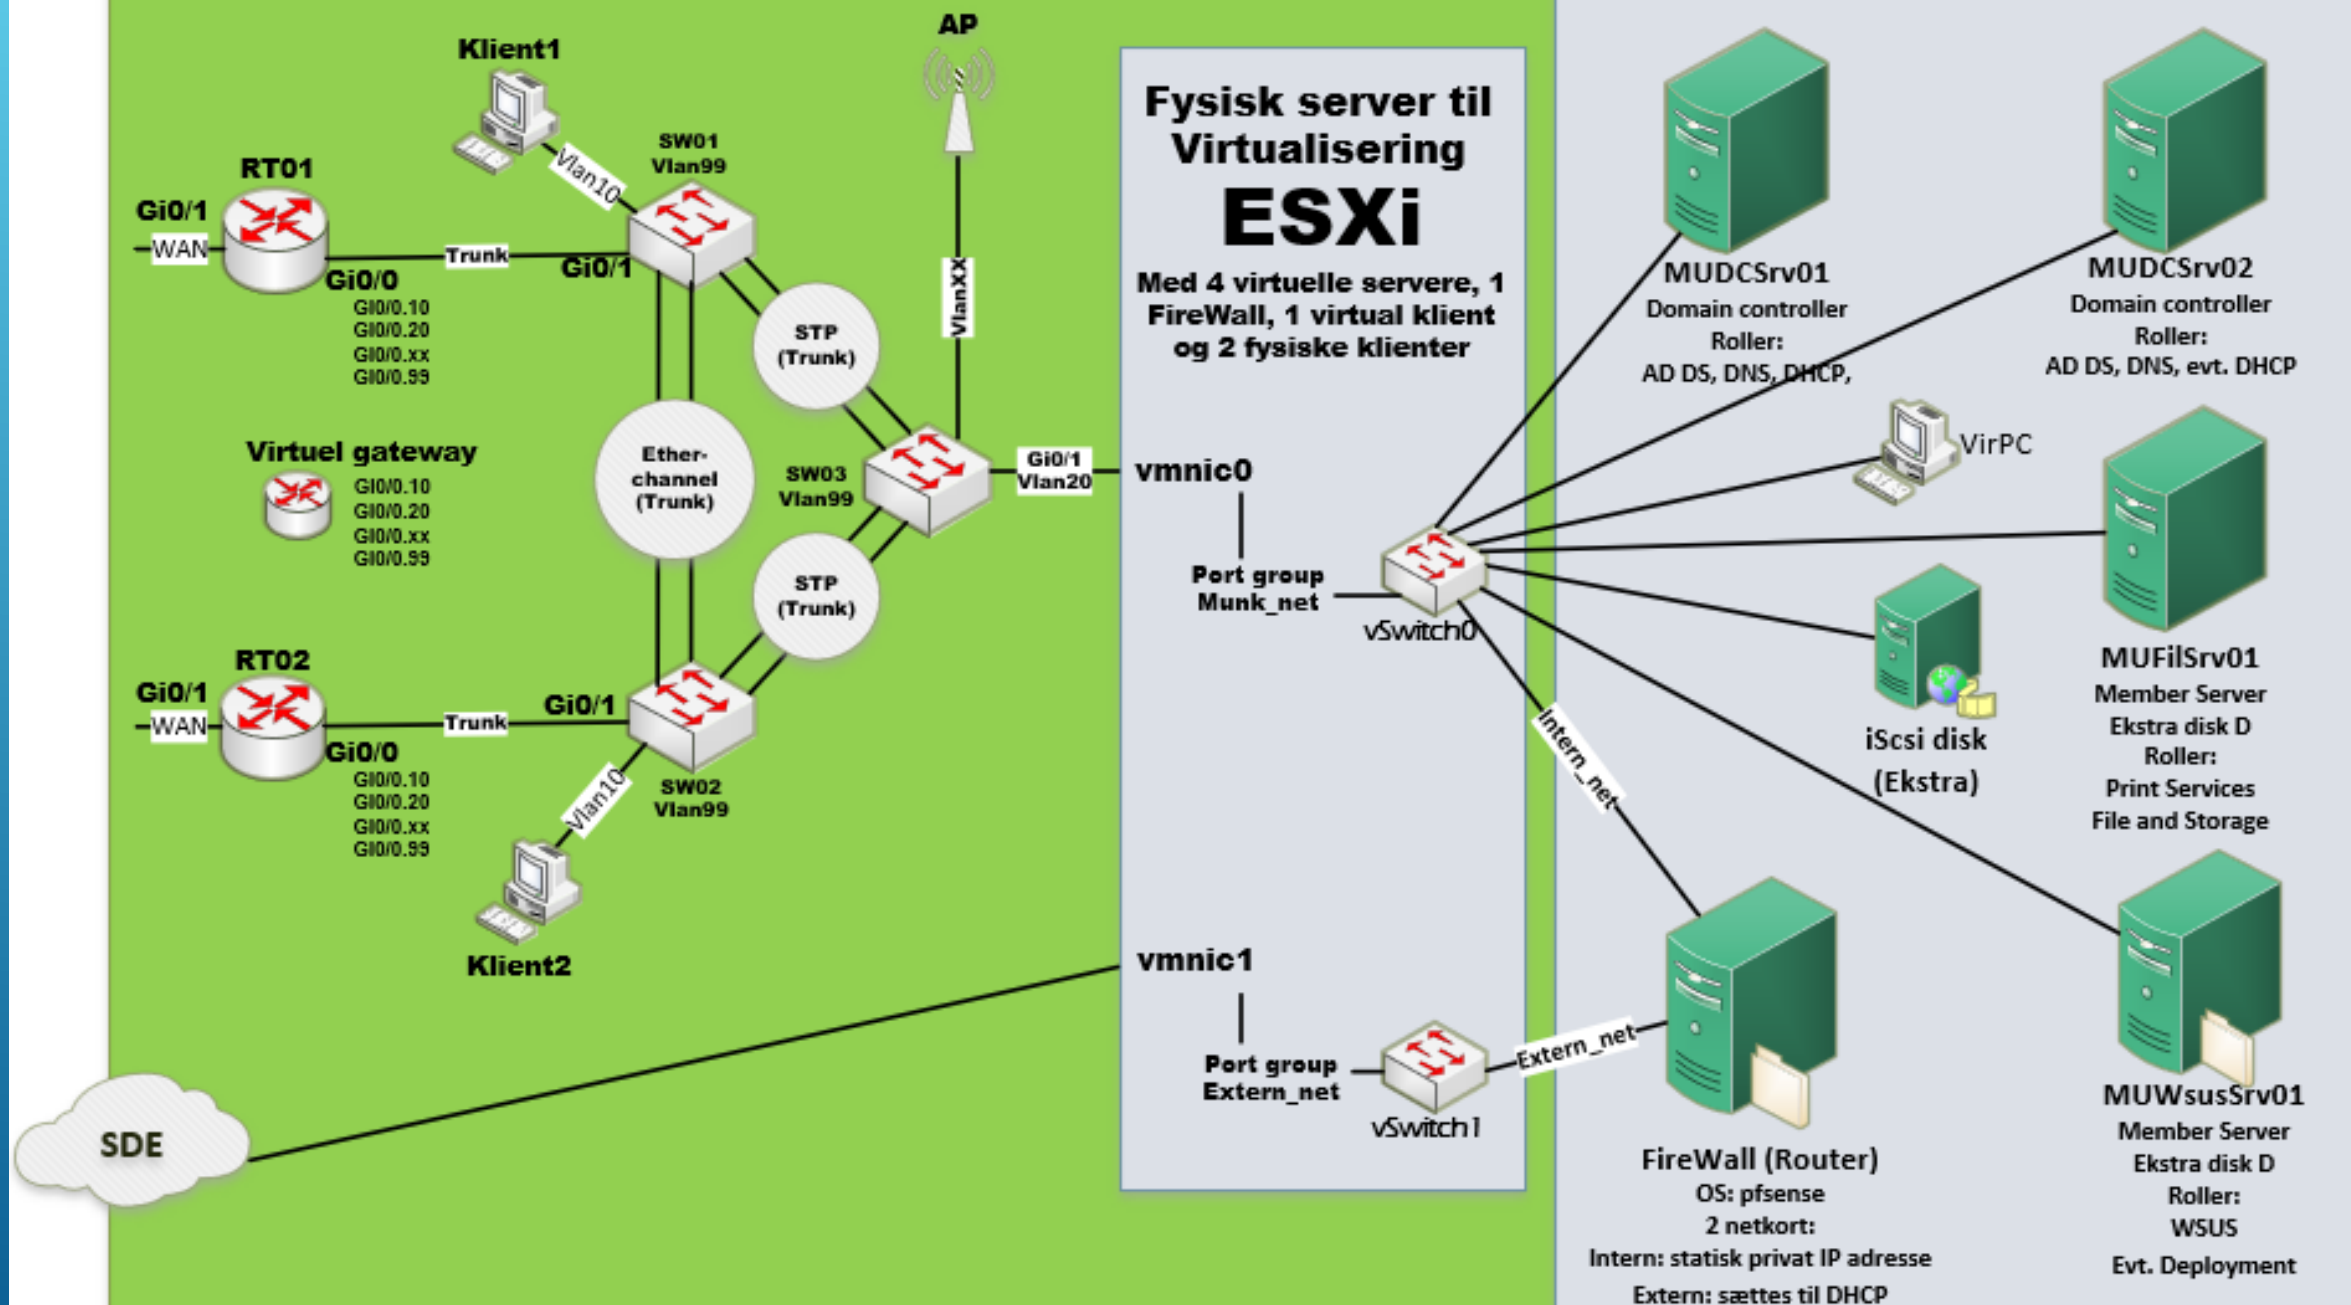 Klient1
Vlan10
SW01
Vlan99
AP
VlanXX
RT01
Gi0/1
WAN
Gi0/0
Trunk
Gi0/1
GI0/0.10
GI0/0.20
GI0/0.xx
GI0/0.99
STP
(Trunk)
Virtuel gateway
GI0/0.10
GI0/0.20
GI0/0.xx
GI0/0.99
Ether-
channel
(Trunk)
SW03
Vlan99
Gi0/1
Vlan20
STP
(Trunk)
RT02
Gi0/1
WAN
Gi0/0
Trunk
Gi0/1
GI0/0.10
GI0/0.20
GI0/0.xx
GI0/0.99
SW02
Vlan99
Vlan10
Klient2
SDE
Fysisk server til
Virtualisering
ESXi
Med 4 virtuelle servere, 1
FireWall, 1 virtual klient
og 2 fysiske klienter
vmnic0
Port group
Munk_net
vSwitch0
vmnic1
Port group
Extern_net
vSwitch1
Intern_net
Extern_net
MUDCSrv01
Domain controller
Roller:
AD DS, DNS, DHCP,
MUDCSrv02
Domain controller
Roller:
AD DS, DNS, evt. DHCP
VirPC
MUFilSrv01
Member Server
Ekstra disk D
Roller:
Print Services
File and Storage
iScsi disk
(Ekstra)
MUWsusSrv01
Member Server
Ekstra disk D
Roller:
WSUS
Evt. Deployment
FireWall (Router)
OS: pfsense
2 netkort:
Intern: statisk privat IP adresse
Extern: sættes til DHCP